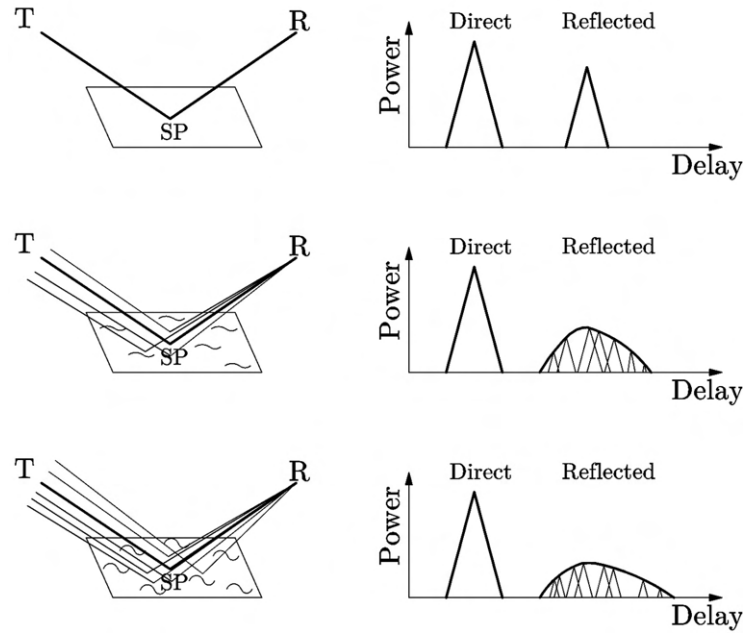 T
R
SP
Direct
Reflected
Power
Delay
T
R
SP
Direct
Reflected
Power
Delay
T
R
SP
Direct
Reflected
Power
Delay